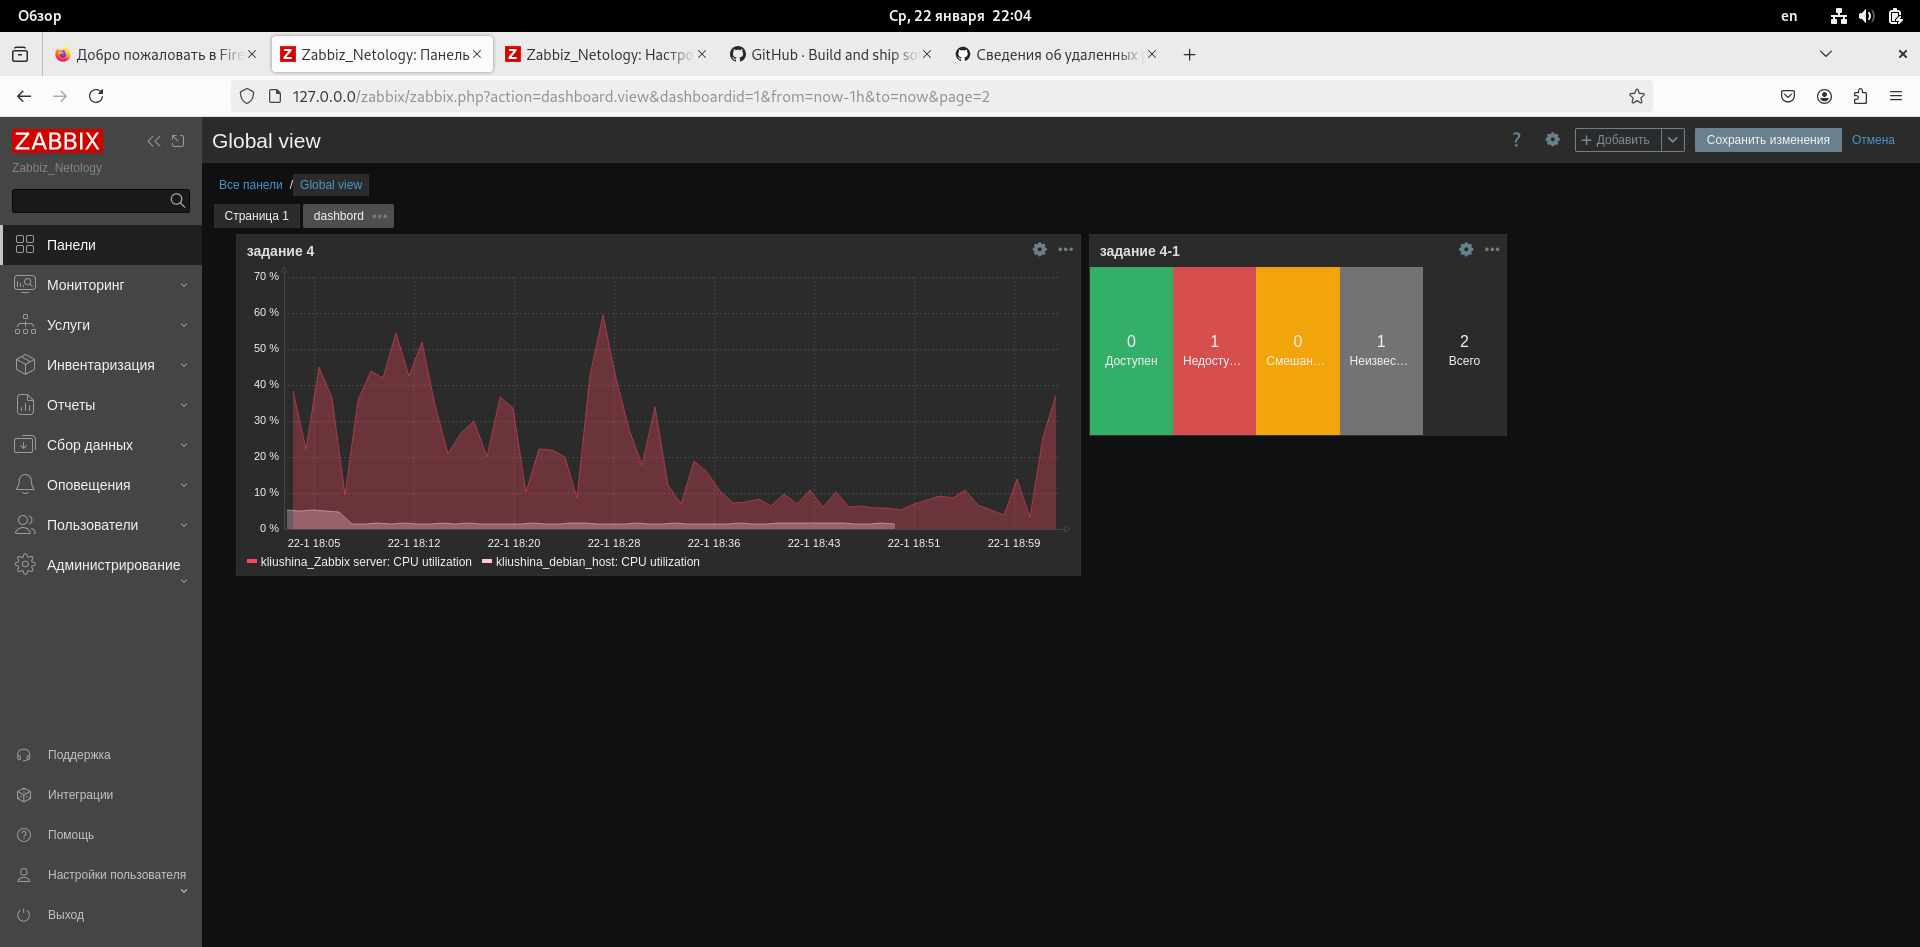 Обзор
Ср, 22 января 22:04
en
Добро пожаловать в Fire
Zabbiz_Netology: Панель
Zabbiz_Netology: Настро
GitHub · Build and ship so
Сведения об удаленных
127.0.0.0/zabbix/zabbix.php?action=dashboard.view&dashboardid=1&from=now-1h&to=now&page=2
ZABBIX
Zabbiz_Netology
Панели
Мониторинг
Услуги
Инвентаризация
Отчеты
Сбор данных
Оповещения
Пользователи
Администрирование
Поддержка
Интеграции
Помощь
Настройки пользователя
Выход
Global view
?
+ Добавить
Сохранить изменения
Отмена
Все панели / Global view
Страница 1
dashbord
задание 4
70 %
60 %
50 %
40 %
30 %
20 %
10 %
0 %
22-1 18:05
22-1 18:12
22-1 18:20
22-1 18:28
22-1 18:36
22-1 18:43
22-1 18:51
22-1 18:59
kliushina_Zabbix server: CPU utilization
kliushina_debian_host: CPU utilization
задание 4-1
0
Доступен
1
Недосту…
0
Смешан…
1
Неизвес…
2
Всего